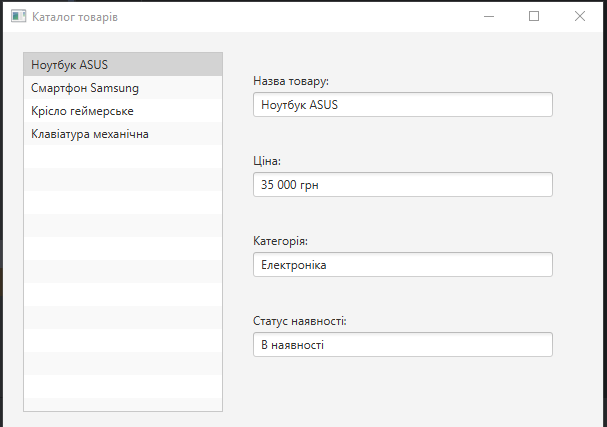 Каталог товарів
Ноутбук ASUS
Смартфон Samsung
Крісло геймерське
Клавіатура механічна
Назва товару:
Ноутбук ASUS
Ціна:
35 000 грн
Категорія:
Електроніка
Статус наявності:
В наявності